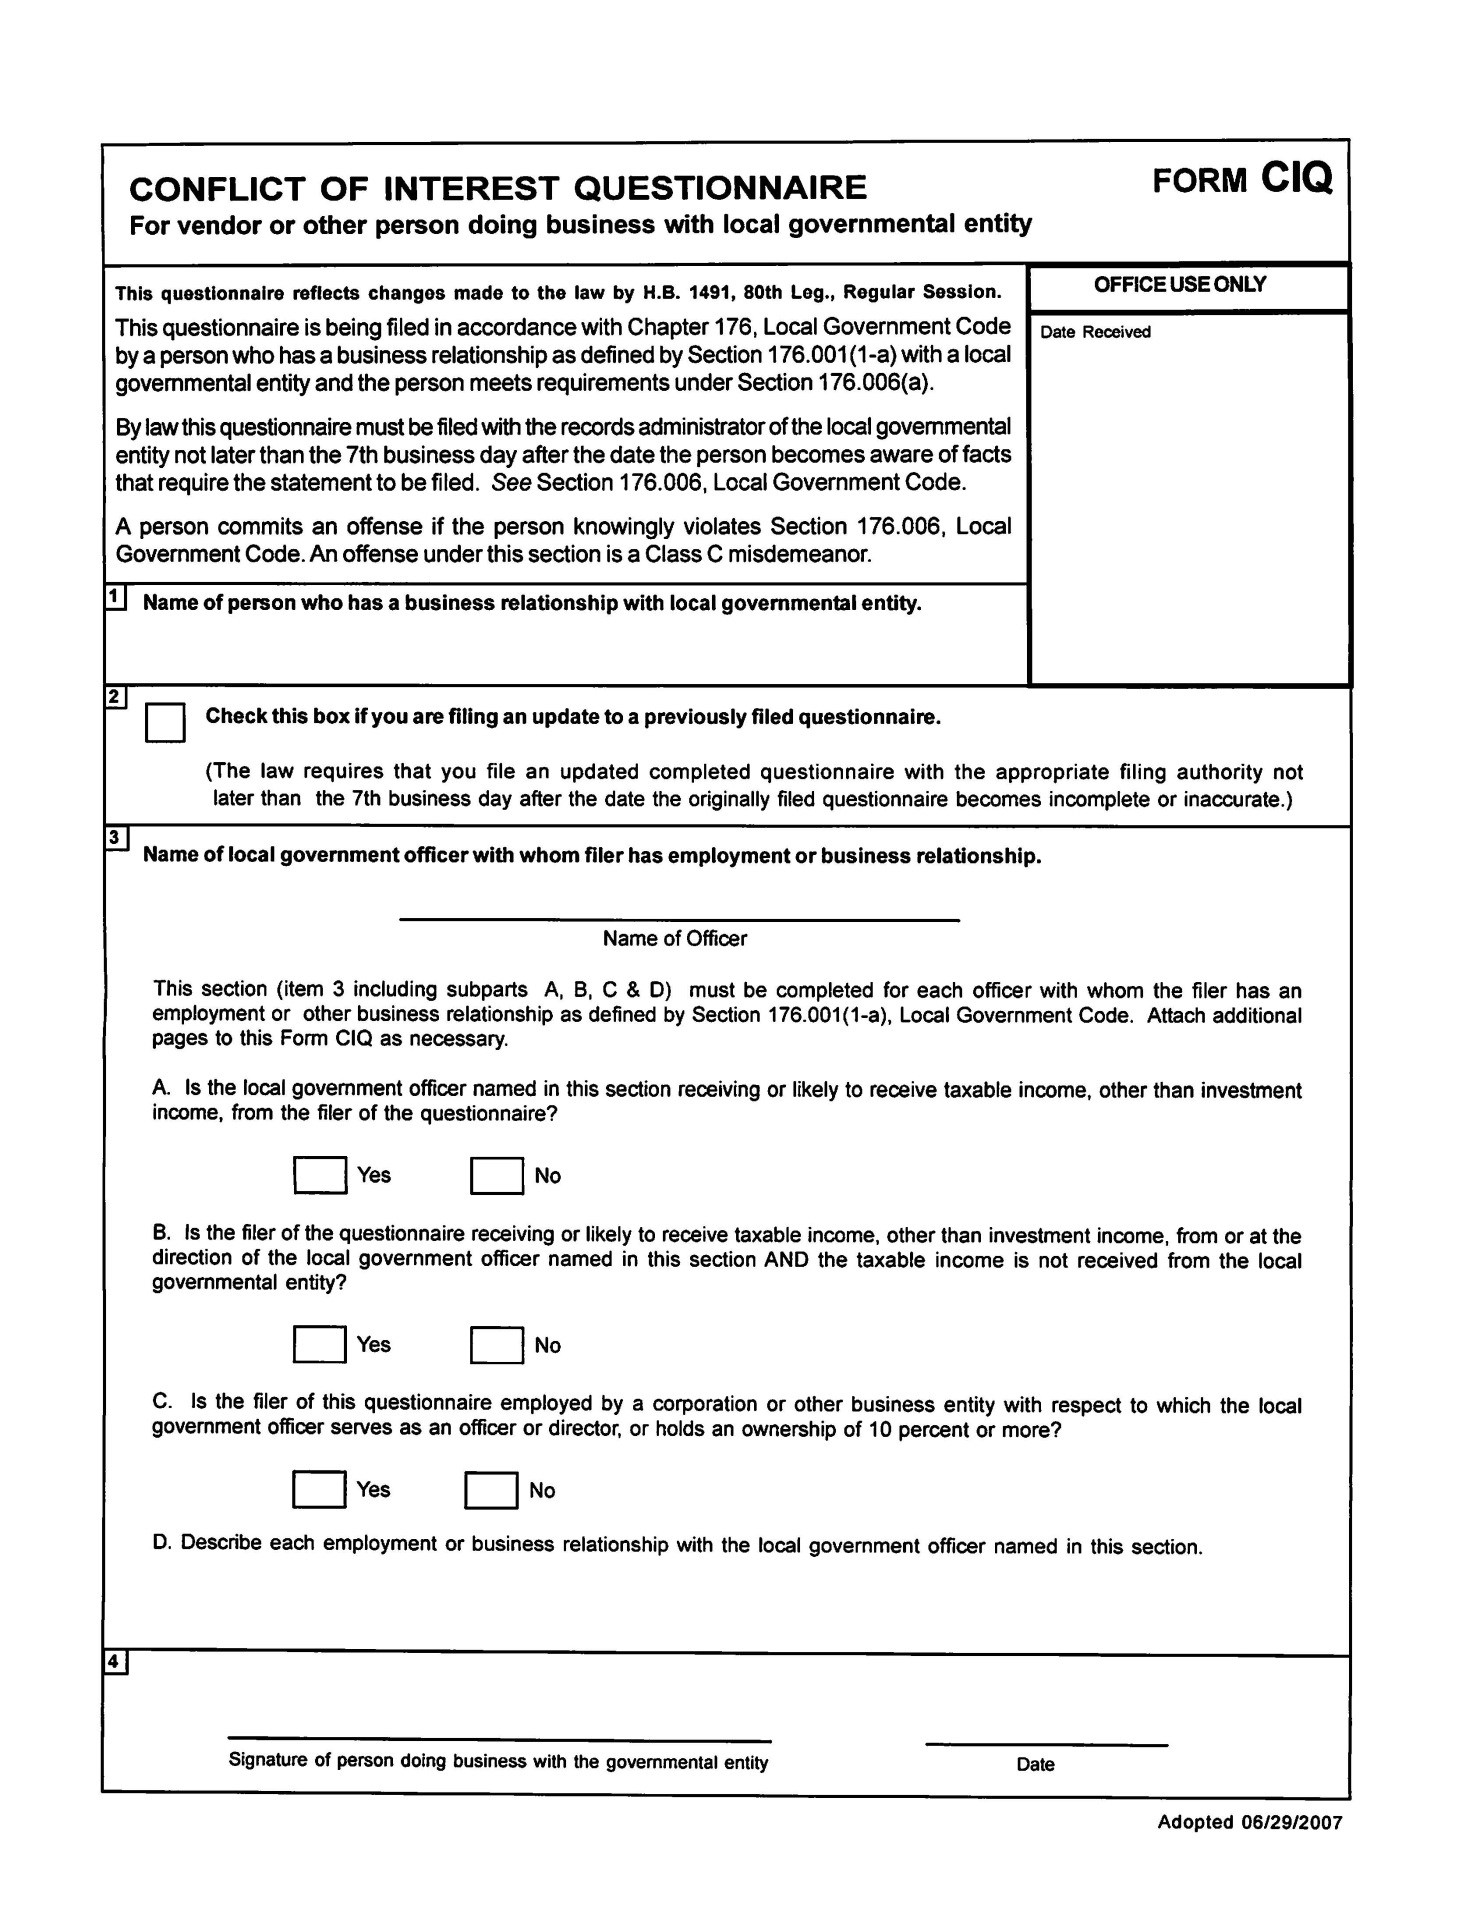 CONFLICT OF INTEREST QUESTIONNAIRE
FORM CIQ
For vendor or other person doing business with local governmental entity
This questionnaire reflects changes made to the law by H.B. 1491, 80th Leg., Regular Session.
OFFICE USE ONLY
This questionnaire is being filed in accordance with Chapter 176, Local Government Code
by a person who has a business relationship as defined by Section 176.001(1-a) with a local
governmental entity and the person meets requirements under Section 176.006(a).
Date Received
By law this questionnaire must be filed with the records administrator of the local governmental
entity not later than the 7th business day after the date the person becomes aware of facts
that require the statement to be filed. See Section 176.006, Local Government Code.
A person commits an offense if the person knowingly violates Section 176.006, Local
Government Code. An offense under this section is a Class C misdemeanor.
1 Name of person who has a business relationship with local governmental entity.
2
Check this box if you are filing an update to a previously filed questionnaire.
(The law requires that you file an updated completed questionnaire with the appropriate filing authority not
later than the 7th business day after the date the originally filed questionnaire becomes incomplete or inaccurate.)
3
Name of local government officer with whom filer has employment or business relationship.
Name of Officer
This section (item 3 including subparts A, B, C & D) must be completed for each officer with whom the filer has an
employment or other business relationship as defined by Section 176.001(1-a), Local Government Code. Attach additional
pages to this Form CIQ as necessary.
A. Is the local government officer named in this section receiving or likely to receive taxable income, other than investment
income, from the filer of the questionnaire?
Yes No
B. Is the filer of the questionnaire receiving or likely to receive taxable income, other than investment income, from or at the
direction of the local government officer named in this section AND the taxable income is not received from the local
governmental entity?
Yes No
C. Is the filer of this questionnaire employed by a corporation or other business entity with respect to which the local
government officer serves as an officer or director, or holds an ownership of 10 percent or more?
Yes No
D. Describe each employment or business relationship with the local government officer named in this section.
4
Signature of person doing business with the governmental entity
Date
Adopted 06/29/2007